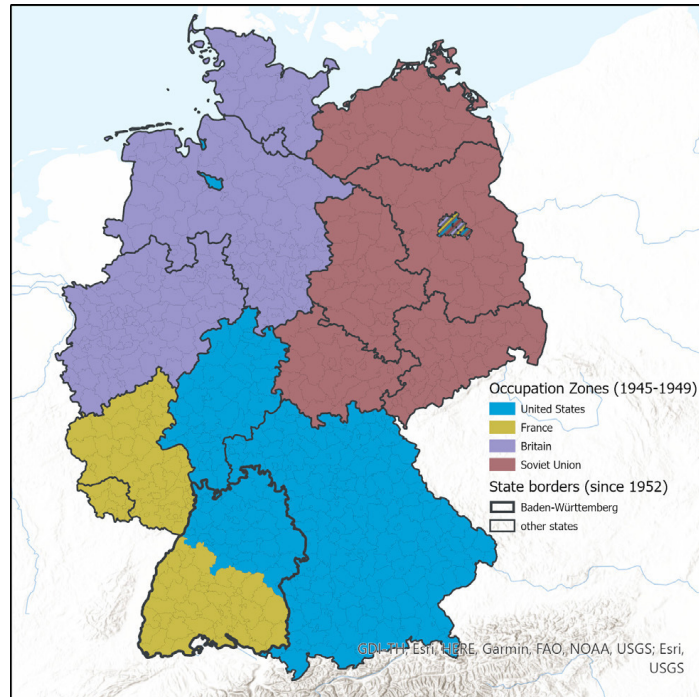 Occupation Zones (1945-1949)
United States
France
Britain
Soviet Union
State borders (since 1952)
Baden-Württemberg
other states
GDI-TH, Esri, HERE, Garmin, FAO, NOAA, USGS; Esri,
USGS